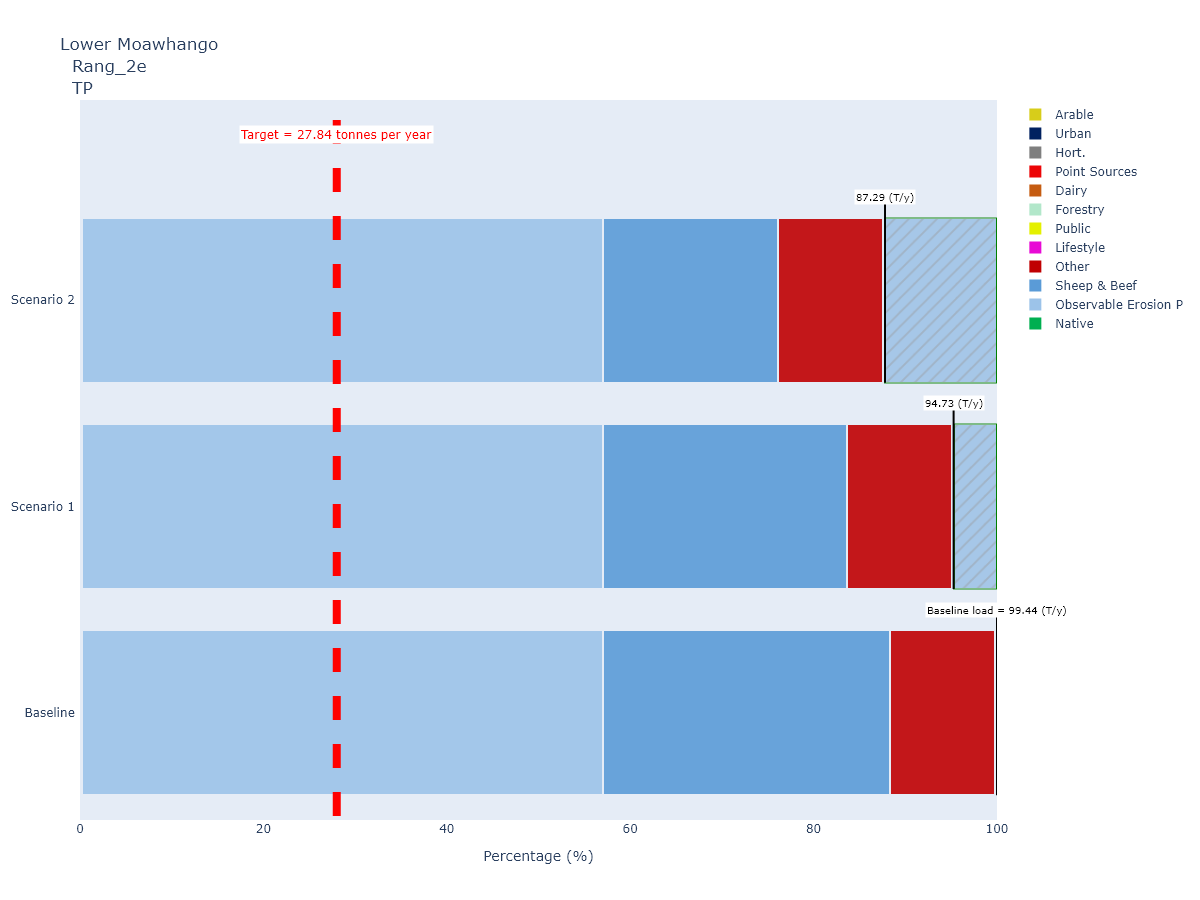 Lower Moawhango
Rang_2e
TP
Target = 27.84 tonnes per year
87.29 (T/y)
Scenario 2
94.73 (T/y)
Scenario 1
Baseline load = 99.44 (T/y)
Baseline
0 20 40 60 80 100
Percentage (%)
Arable
Urban
Hort.
Point Sources
Dairy
Forestry
Public
Lifestyle
Other
Sheep & Beef
Observable Erosion P
Native